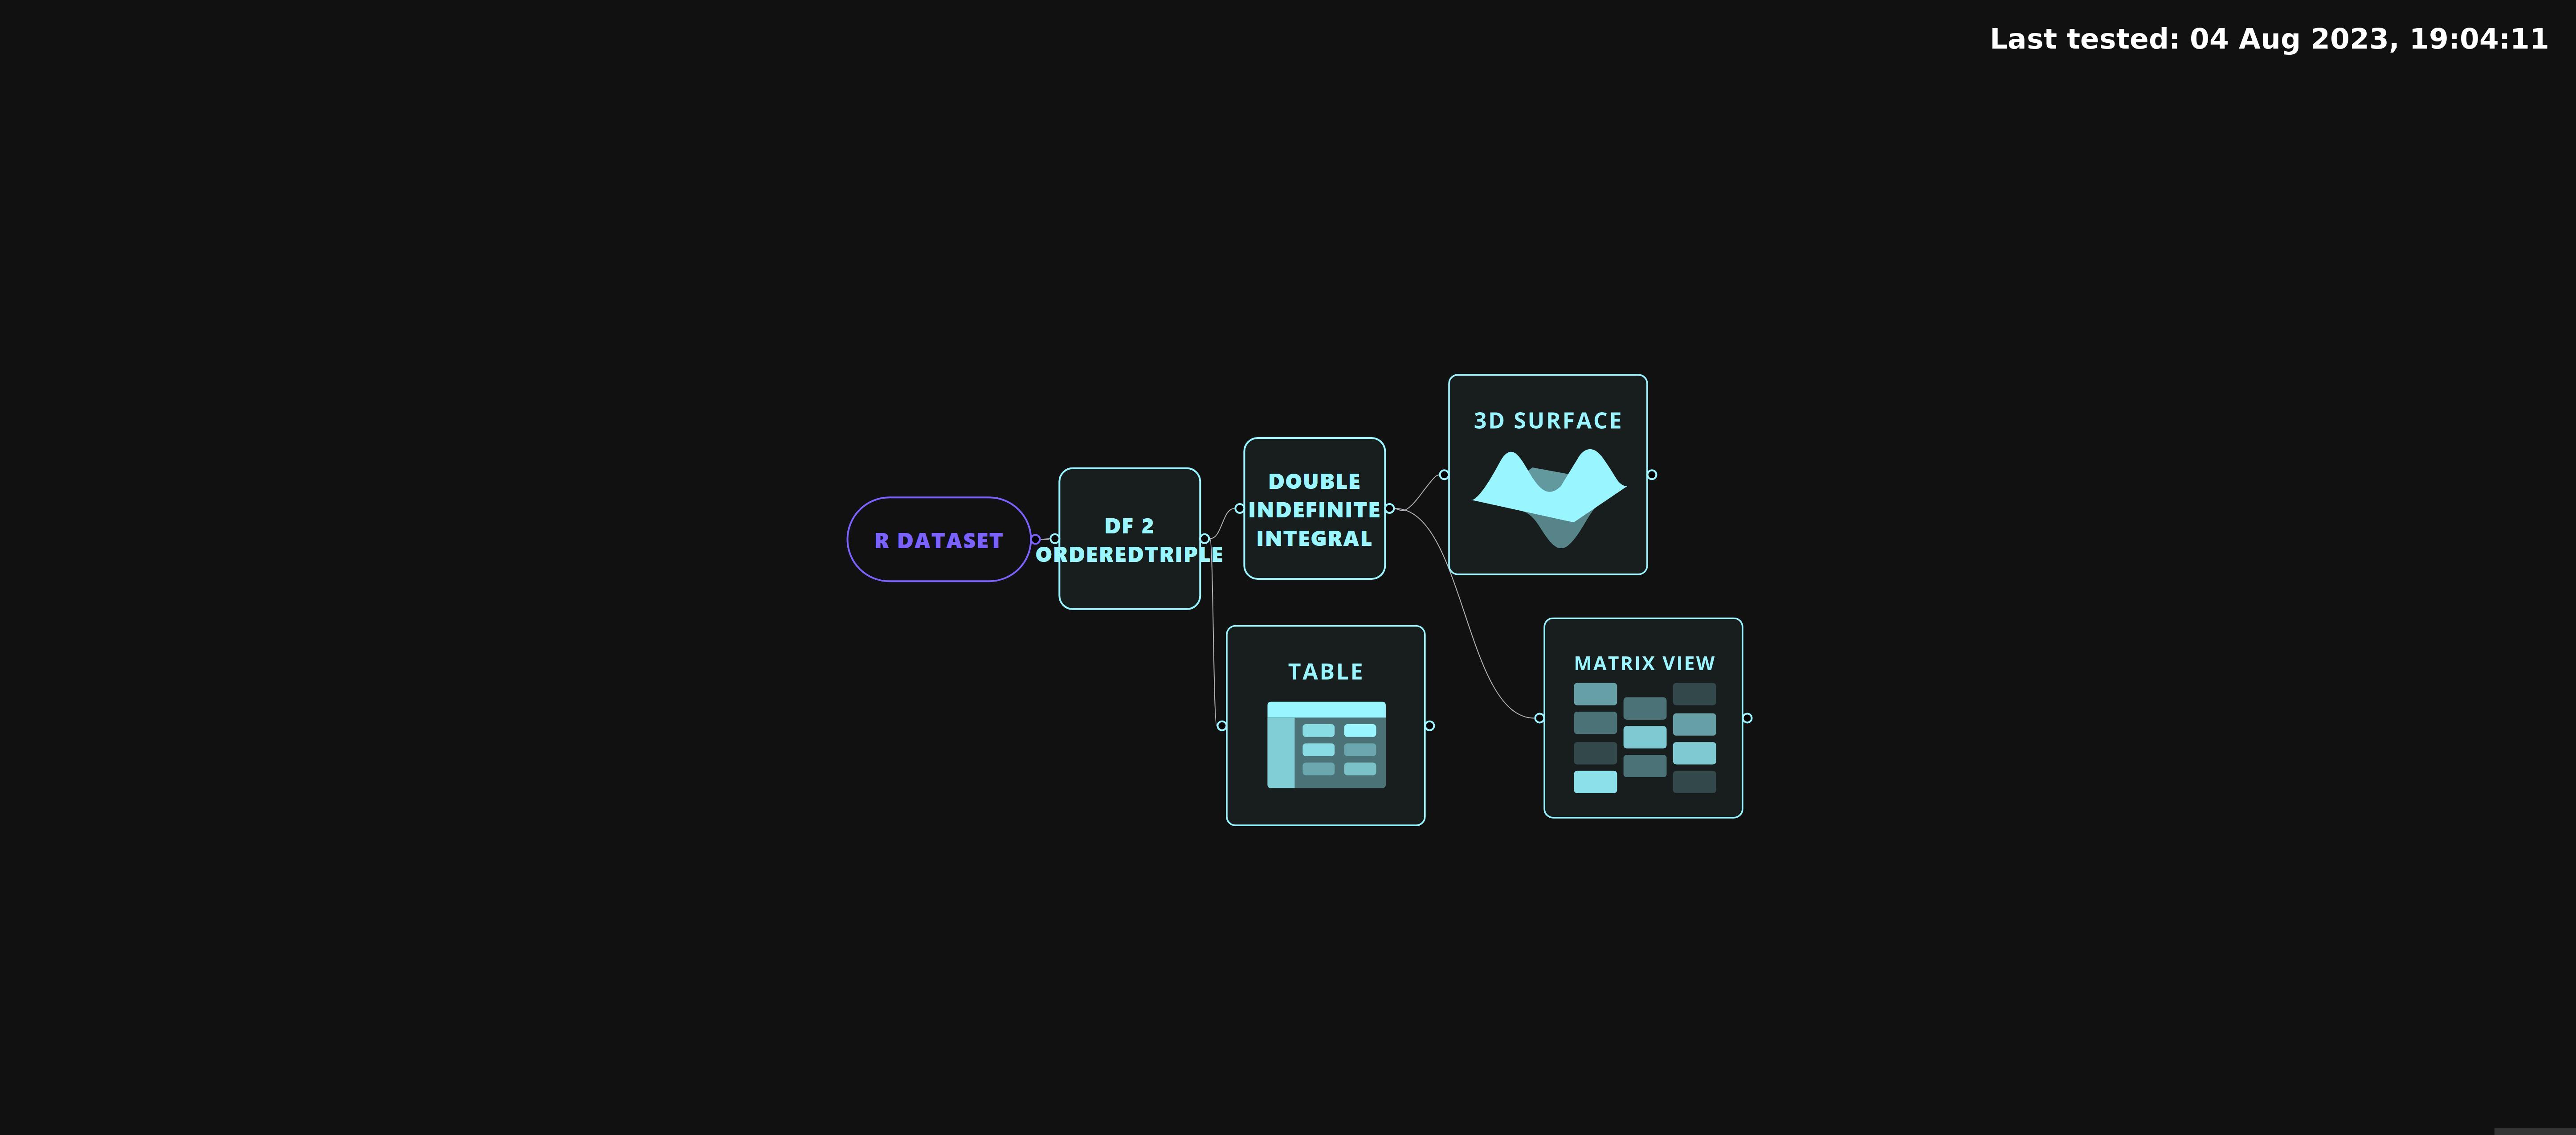 Last tested: 04 Aug 2023, 19:04:11
R DATASET
DF 2
ORDEREDTRIPLE
DOUBLE
INDEFINITE
INTEGRAL
3D SURFACE
TABLE
MATRIX VIEW